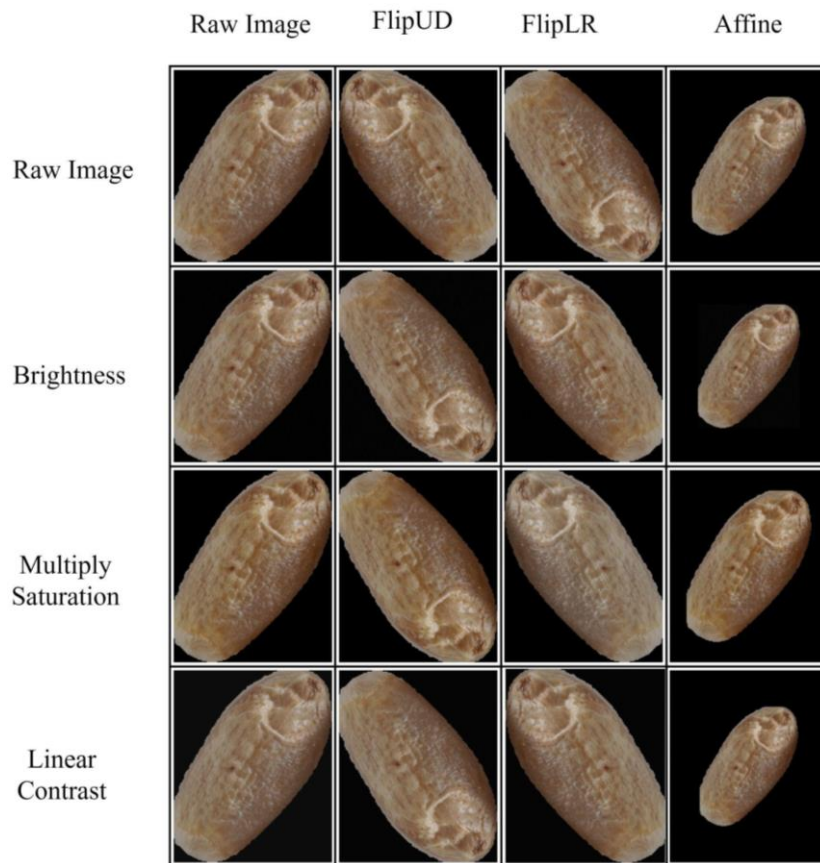 Raw Image FlipUD FlipLR Affine
Raw Image
Brightness
Multiply
Saturation
Linear
Contrast